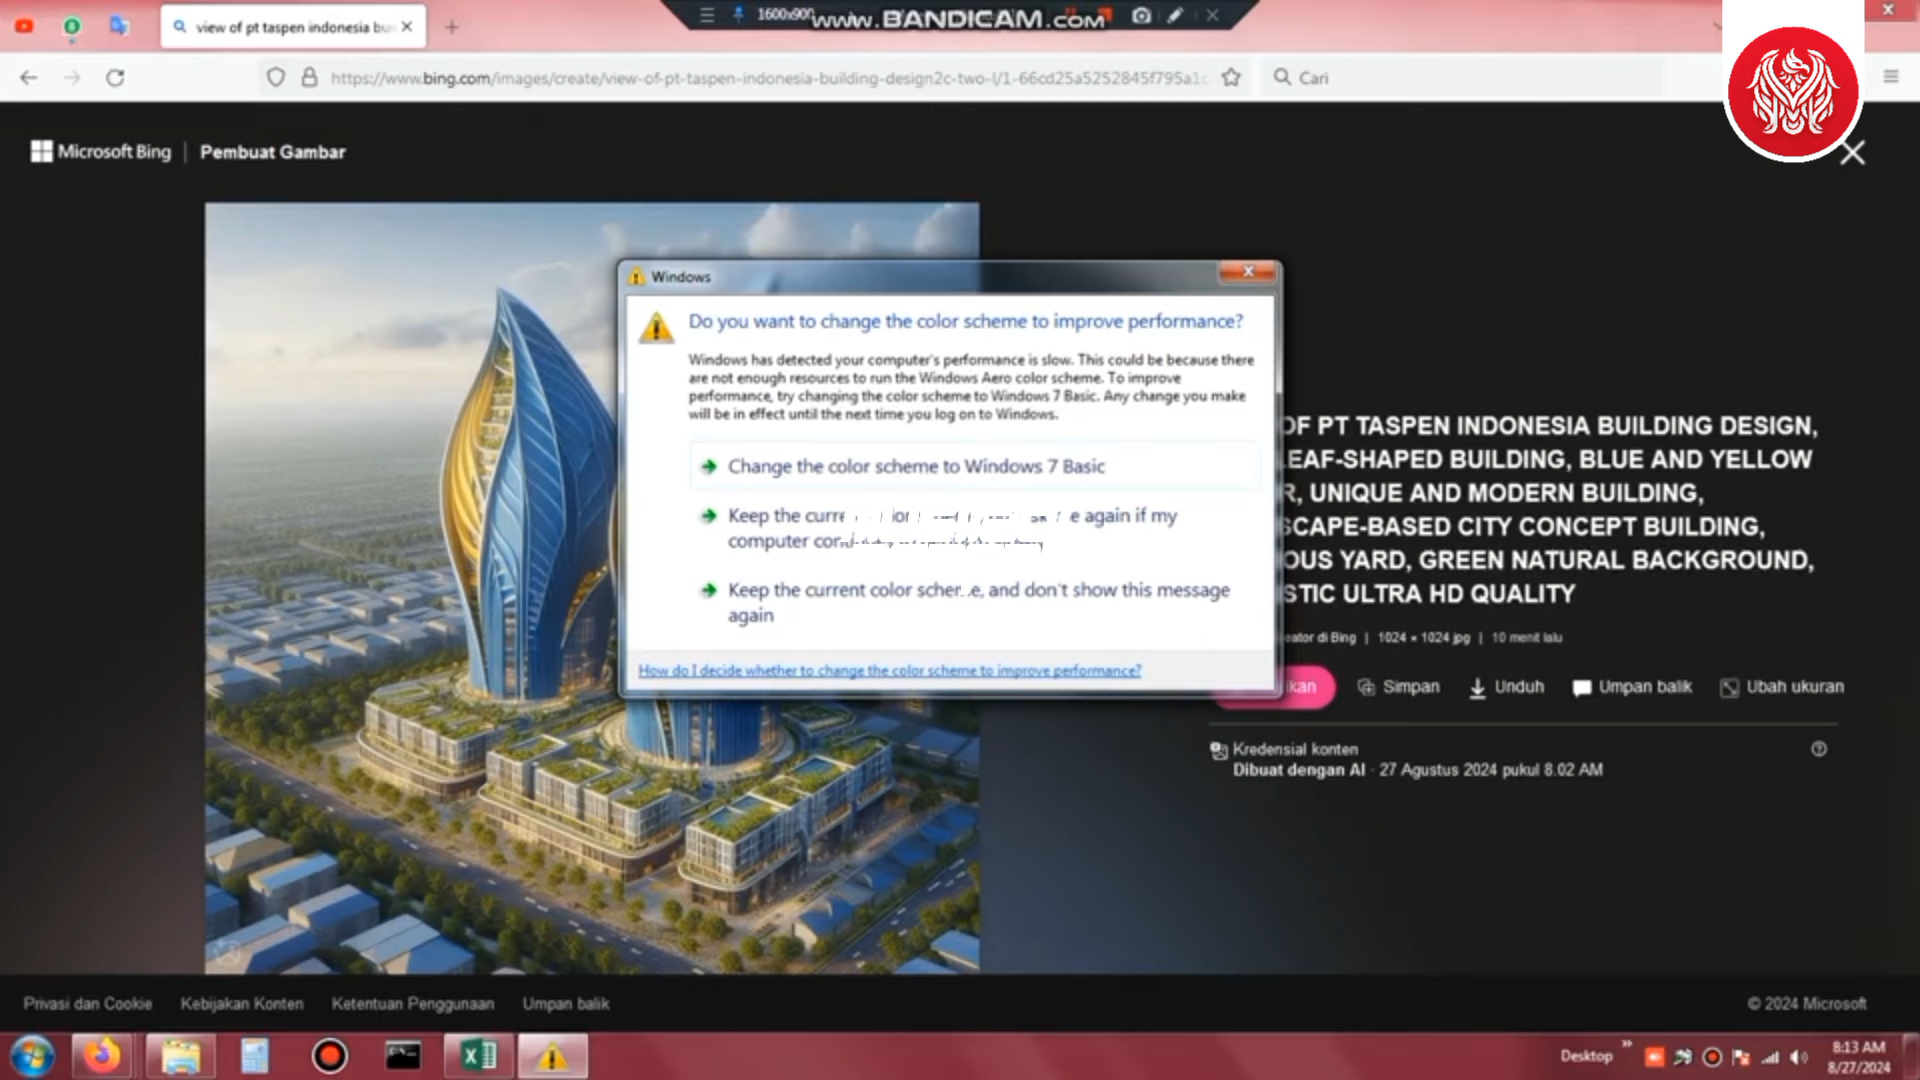 view of pt taspen indonesia bu
1600x900
www.BANDICAM.com
https://www.bing.com/images/create/view-of-pt-taspen-indonesia-building-design2c-two-l/1-66cd25a5252845f795a1c
Cari
Microsoft Bing
Pembuat Gambar
Windows
Do you want to change the color scheme to improve performance?
Windows has detected your computer's performance is slow. This could be because there
are not enough resources to run the Windows Aero color scheme. To improve
performance, try changing the color scheme to Windows 7 Basic. Any change you make
will be in effect until the next time you log on to Windows.
Change the color scheme to Windows 7 Basic
Keep the again if my
computer
Keep the current color scheme, and don't show this message
again
How do I decide whether to change the color scheme to improve performance?
OF PT TASPEN INDONESIA BUILDING DESIGN,
LEAF-SHAPED BUILDING, BLUE AND YELLOW
UNIQUE AND MODERN BUILDING,
SCAPE-BASED CITY CONCEPT BUILDING,
OUS YARD, GREEN NATURAL BACKGROUND,
STIC ULTRA HD QUALITY
eator di Bing | 1024 × 1024 jpg | 10 menit lalu
ikan
Simpan
Unduh
Umpan balik
Ubah ukuran
Kredensial konten
Dibuat dengan AI · 27 Agustus 2024 pukul 8.02 AM
Privasi dan Cookie
Kebijakan Konten
Ketentuan Penggunaan
Umpan balik
© 2024 Microsoft
Desktop
8:13 AM
8/27/2024